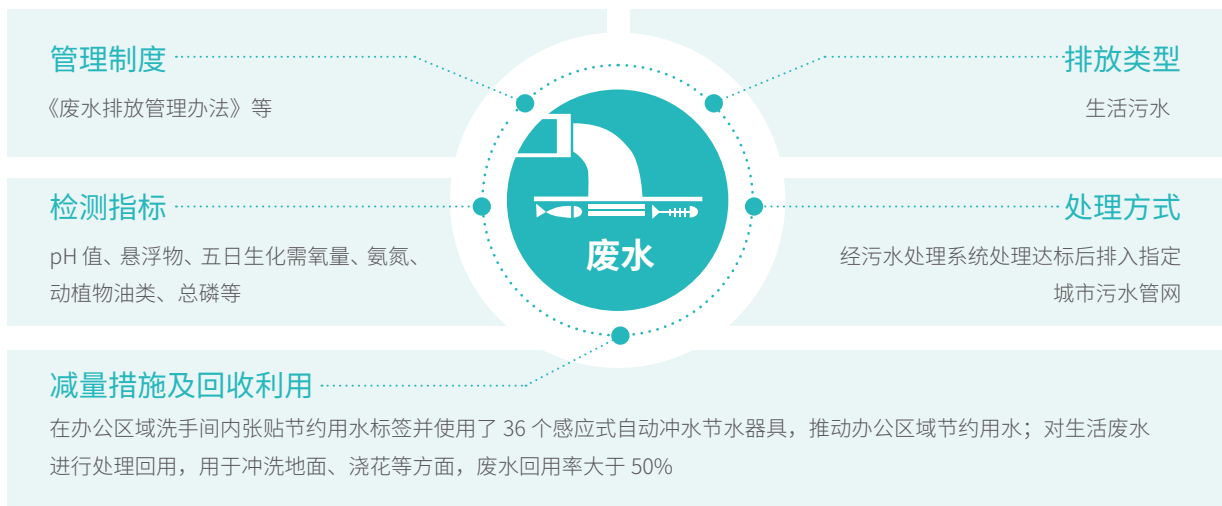 管理制度
《废水排放管理办法》等
排放类型
生活污水
检测指标
pH 值、悬浮物、五日生化需氧量、氨氮、
动植物油类、总磷等
废水
处理方式
经污水处理系统处理达标后排入指定
城市污水管网
减量措施及回收利用
在办公区域洗手间内张贴节约用水标签并使用了 36 个感应式自动冲水节水器具，推动办公区域节约用水；对生活废水
进行处理回用，用于冲洗地面、浇花等方面，废水回用率大于 50%